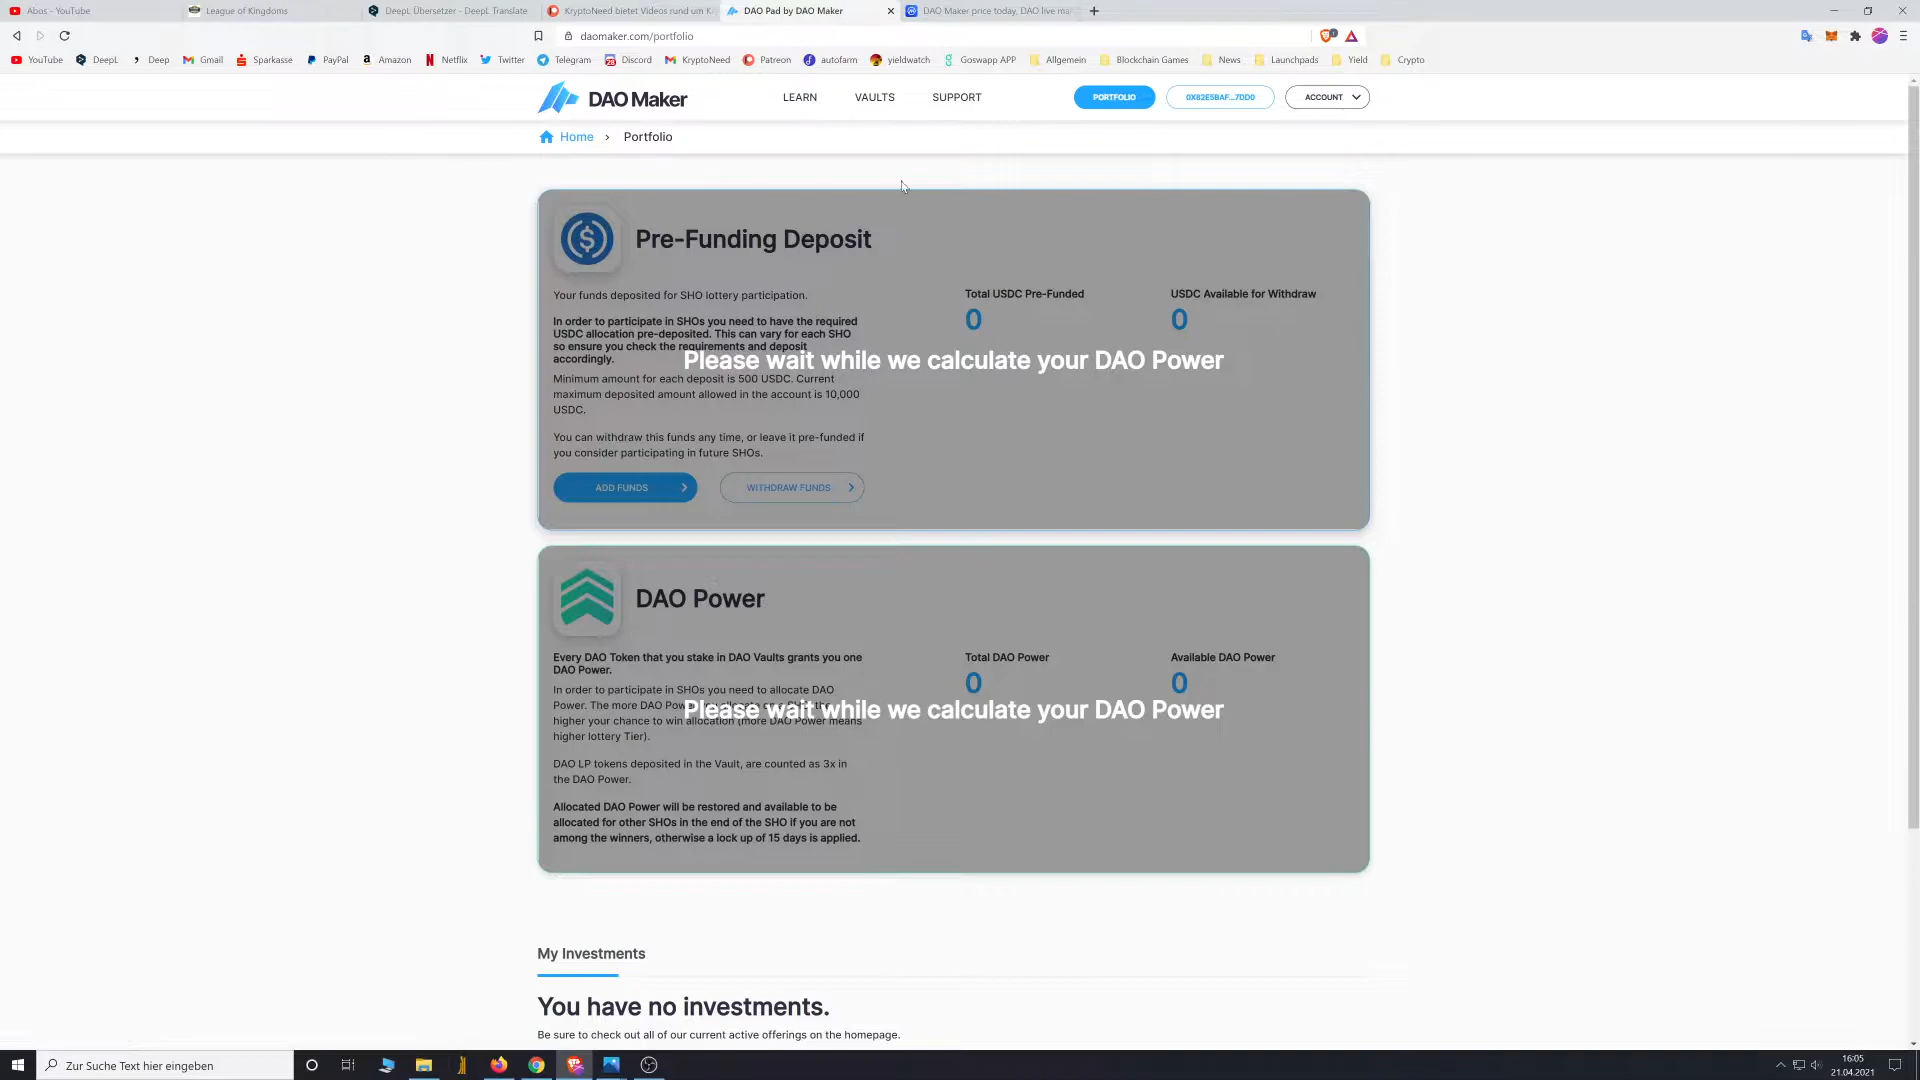 Abos - YouTube
League of Kingdoms
DeepL Übersetzer - DeepL Translate
KryptoNeed bietet Videos rund um K
DAO Pad by DAO Maker
DAO Maker price today, DAO live ma
daomaker.com/portfolio
YouTube
DeepL
Deep
Gmail
Sparkasse
PayPal
Amazon
Netflix
Twitter
Telegram
Discord
KryptoNeed
Patreon
autofarm
yieldwatch
Goswapp APP
Allgemein
Blockchain Games
News
Launchpads
Yield
Crypto
DAO Maker
LEARN
VAULTS
SUPPORT
PORTFOLIO
0X82E5BAF...7DD0
ACCOUNT
Home › Portfolio
Pre-Funding Deposit
Your funds deposited for SHO lottery participation.
In order to participate in SHOs you need to have the required
USDC allocation pre-deposited. This can vary for each SHO
so ensure you check the requirements and deposit
accordingly.
Minimum amount for each deposit is 500 USDC. Current
maximum deposited amount allowed in the account is 10,000
USDC.
You can withdraw this funds any time, or leave it pre-funded if
you consider participating in future SHOs.
ADD FUNDS
WITHDRAW FUNDS
Total USDC Pre-Funded
0
USDC Available for Withdraw
0
Please wait while we calculate your DAO Power
DAO Power
Every DAO Token that you stake in DAO Vaults grants you one
DAO Power.
In order to participate in SHOs you need to allocate DAO
Power. The more DAO Pow
higher your chance to win allocation (more DAO Power means
higher lottery Tier).
DAO LP tokens deposited in the Vault, are counted as 3x in
the DAO Power.
Allocated DAO Power will be restored and available to be
allocated for other SHOs in the end of the SHO if you are not
among the winners, otherwise a lock up of 15 days is applied.
Total DAO Power
0
Available DAO Power
0
Please wait while we calculate your DAO Power
My Investments
You have no investments.
Be sure to check out all of our current active offerings on the homepage.
Zur Suche Text hier eingeben
16:05
21.04.2021